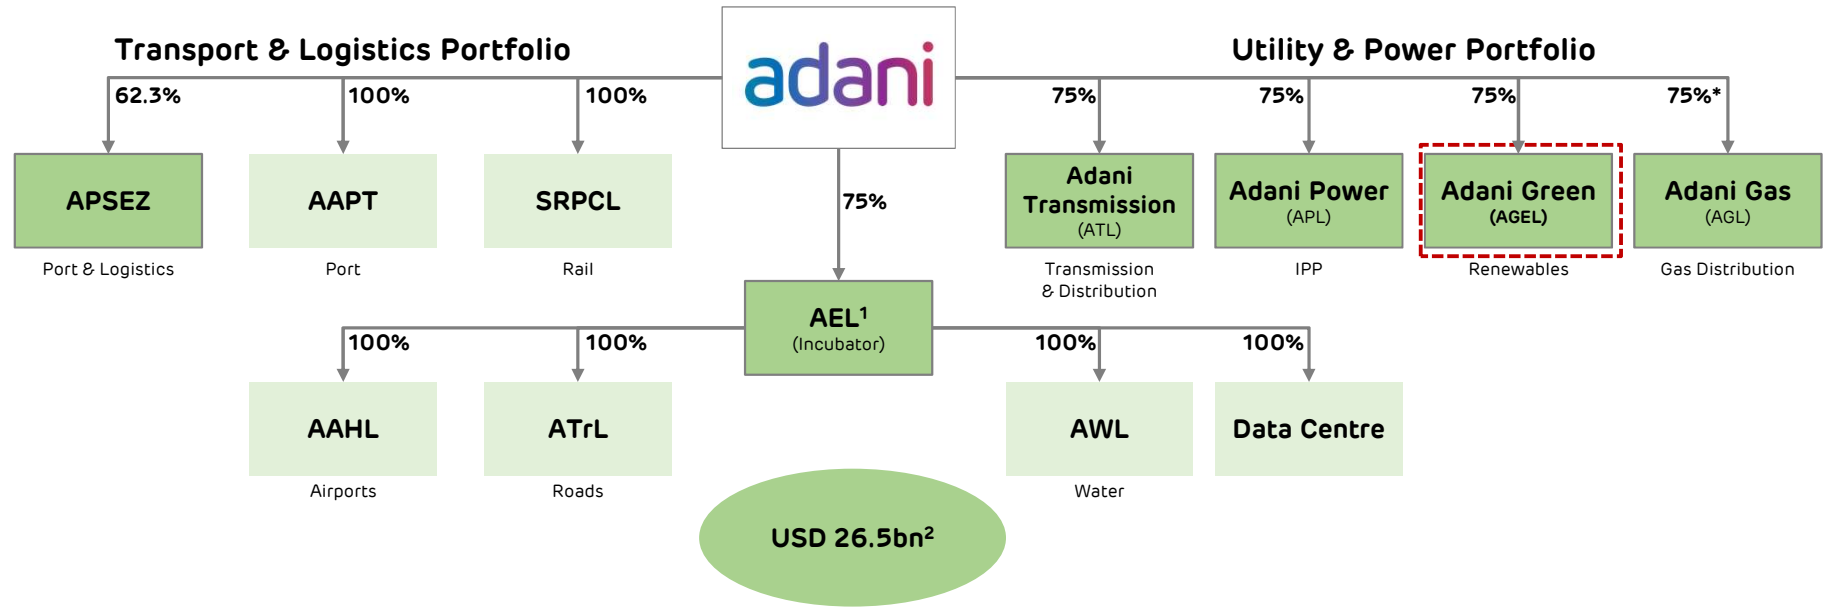 Transport & Logistics Portfolio
adani
Utility & Power Portfolio
62.3%
100%
100%
75%
75%
75%
75%*
APSEZ
Port & Logistics
AAPT
Port
SRPCL
Rail
75%
Adani
Transmission
(ATL)
Transmission
& Distribution
Adani Power
(APL)
IPP
Adani Green
(AGEL)
Renewables
Adani Gas
(AGL)
Gas Distribution
AEL¹
(Incubator)
100%
100%
100%
100%
AAHL
Airports
ATrL
Roads
AWL
Water
Data Centre
USD 26.5bn²